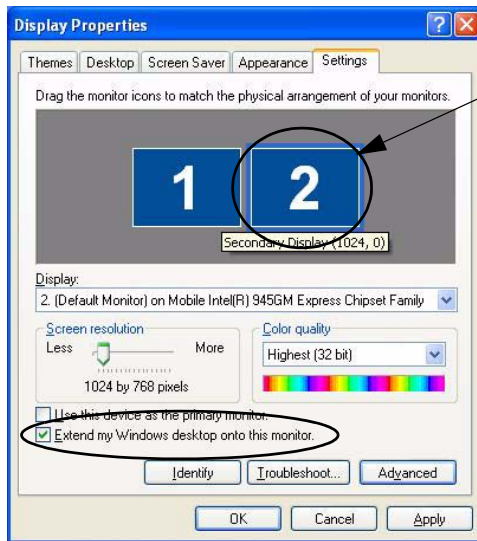 Display Properties
Themes Desktop Screen Saver Appearance Settings
Drag the monitor icons to match the physical arrangement of your monitors.
1 2
Secondary Display (1024, 0)
Display:
2. (Default Monitor) on Mobile Intel(R) 945GM Express Chipset Family
Screen resolution Color quality
Less More Highest (32 bit)
1024 by 768 pixels
Use this device as the primary monitor.
Extend my Windows desktop onto this monitor.
Identify Troubleshoot... Advanced
OK Cancel Apply